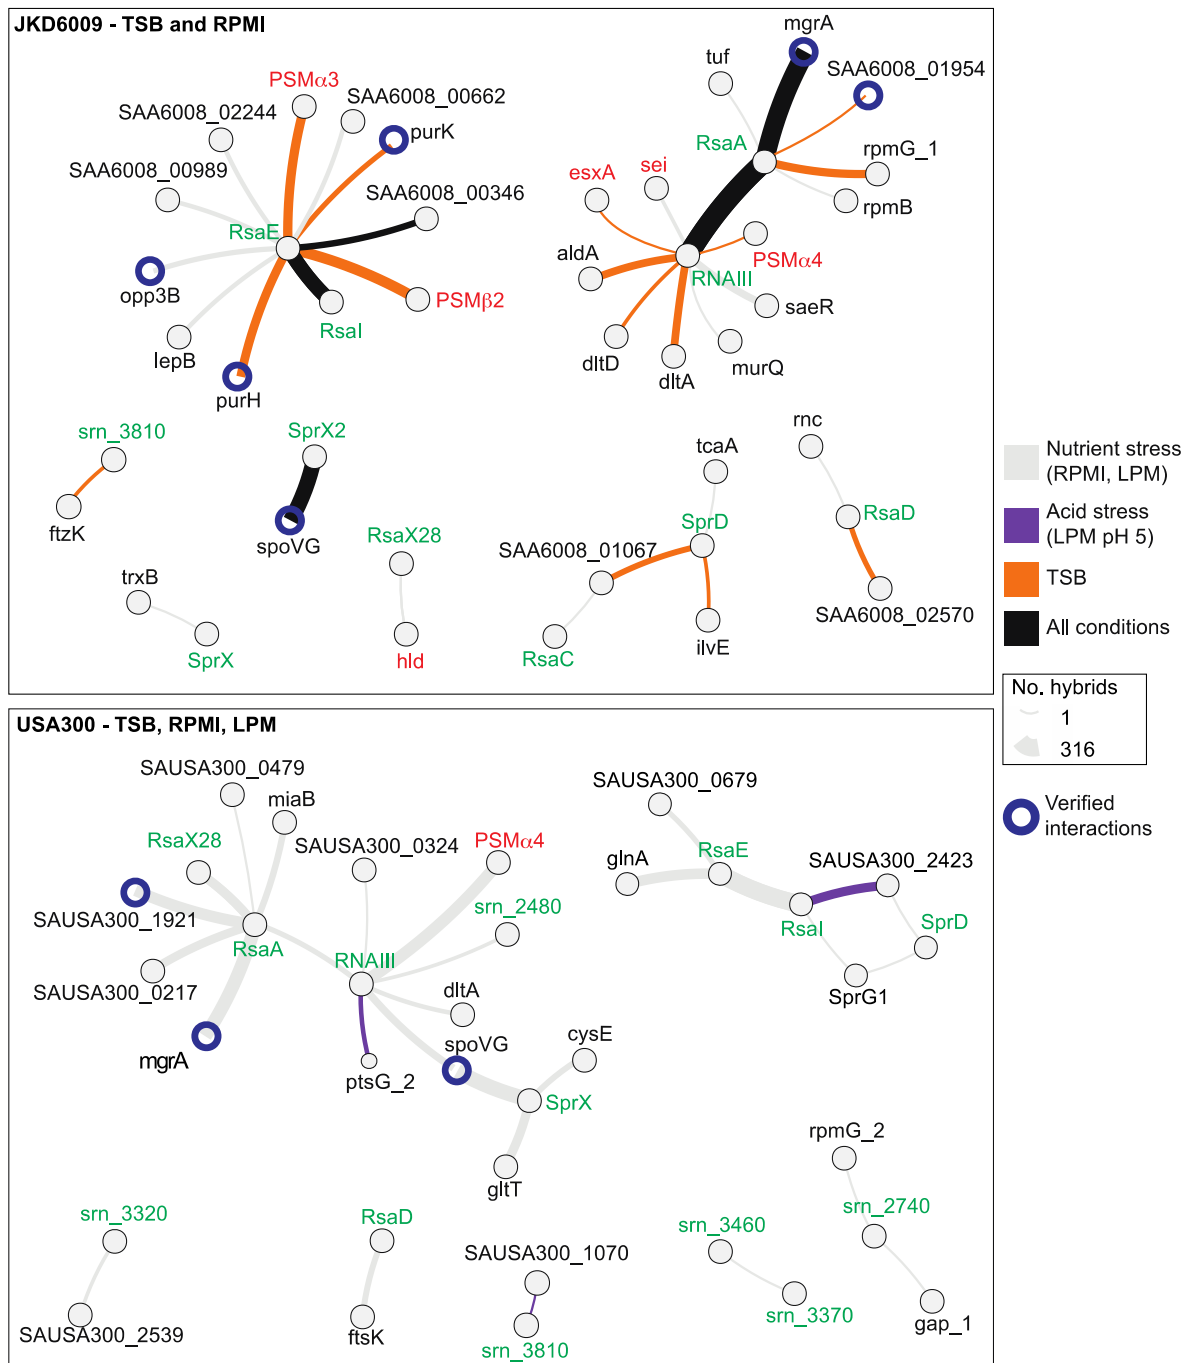 JKD6009 - TSB and RPMI
mgrA
tuf
SAA6008_01954
PSMα3
SAA6008_00662
SAA6008_02244
purK
RsaA
rpmG_1
SAA6008_00989
SAA6008_00346
esxA
sei
rpmB
RsaE
aldA
PSMα4
RNAIII
opp3B
PSMβ2
saeR
RsaI
lepB
dltD
murQ
dltA
purH
srn_3810
SprX2
tcaA
rnc
ftzK
spoVG
RsaX28
SprD
RsaD
SAA6008_01067
trxB
SAA6008_02570
SprX
hld
RsaC
ilvE
Nutrient stress
(RPMI, LPM)
Acid stress
(LPM pH 5)
TSB
All conditions
No. hybrids
1
316
Verified
interactions
USA300 - TSB, RPMI, LPM
SAUSA300_0479
SAUSA300_0679
miaB
RsaX28
SAUSA300_0324
PSMα4
glnA
RsaE
SAUSA300_2423
SAUSA300_1921
srn_2480
RsaA
RsaI
SprD
RNAIII
SAUSA300_0217
dltA
SprG1
spoVG
cysE
mgrA
ptsG_2
SprX
rpmG_2
gltT
srn_3320
RsaD
srn_3460
srn_2740
SAUSA300_1070
srn_3370
gap_1
SAUSA300_2539
ftsK
srn_3810